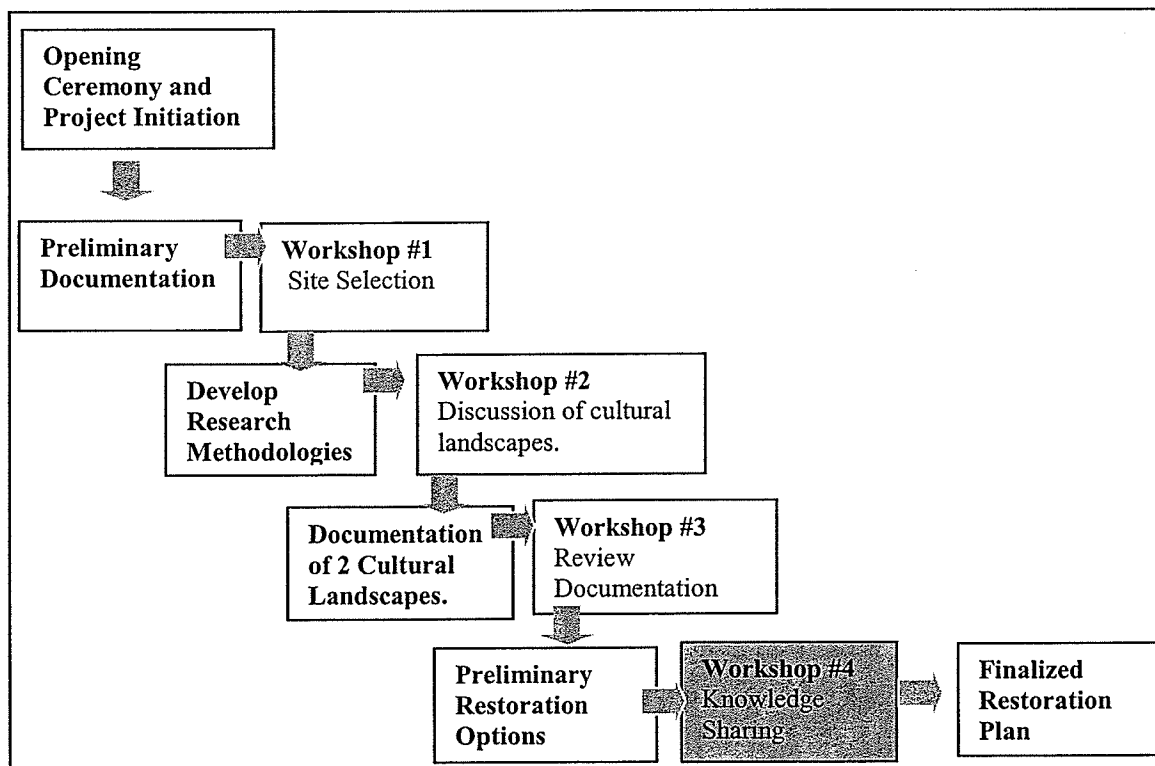 Opening
Ceremony and
Project Initiation
Preliminary
Documentation
Workshop #1
Site Selection
Develop
Research
Methodologies
Workshop #2
Discussion of cultural
landscapes.
Documentation
of 2 Cultural
Landscapes.
Workshop #3
Review
Documentation
Preliminary
Restoration
Options
Workshop #4
Knowledge
Sharing
Finalized
Restoration
Plan